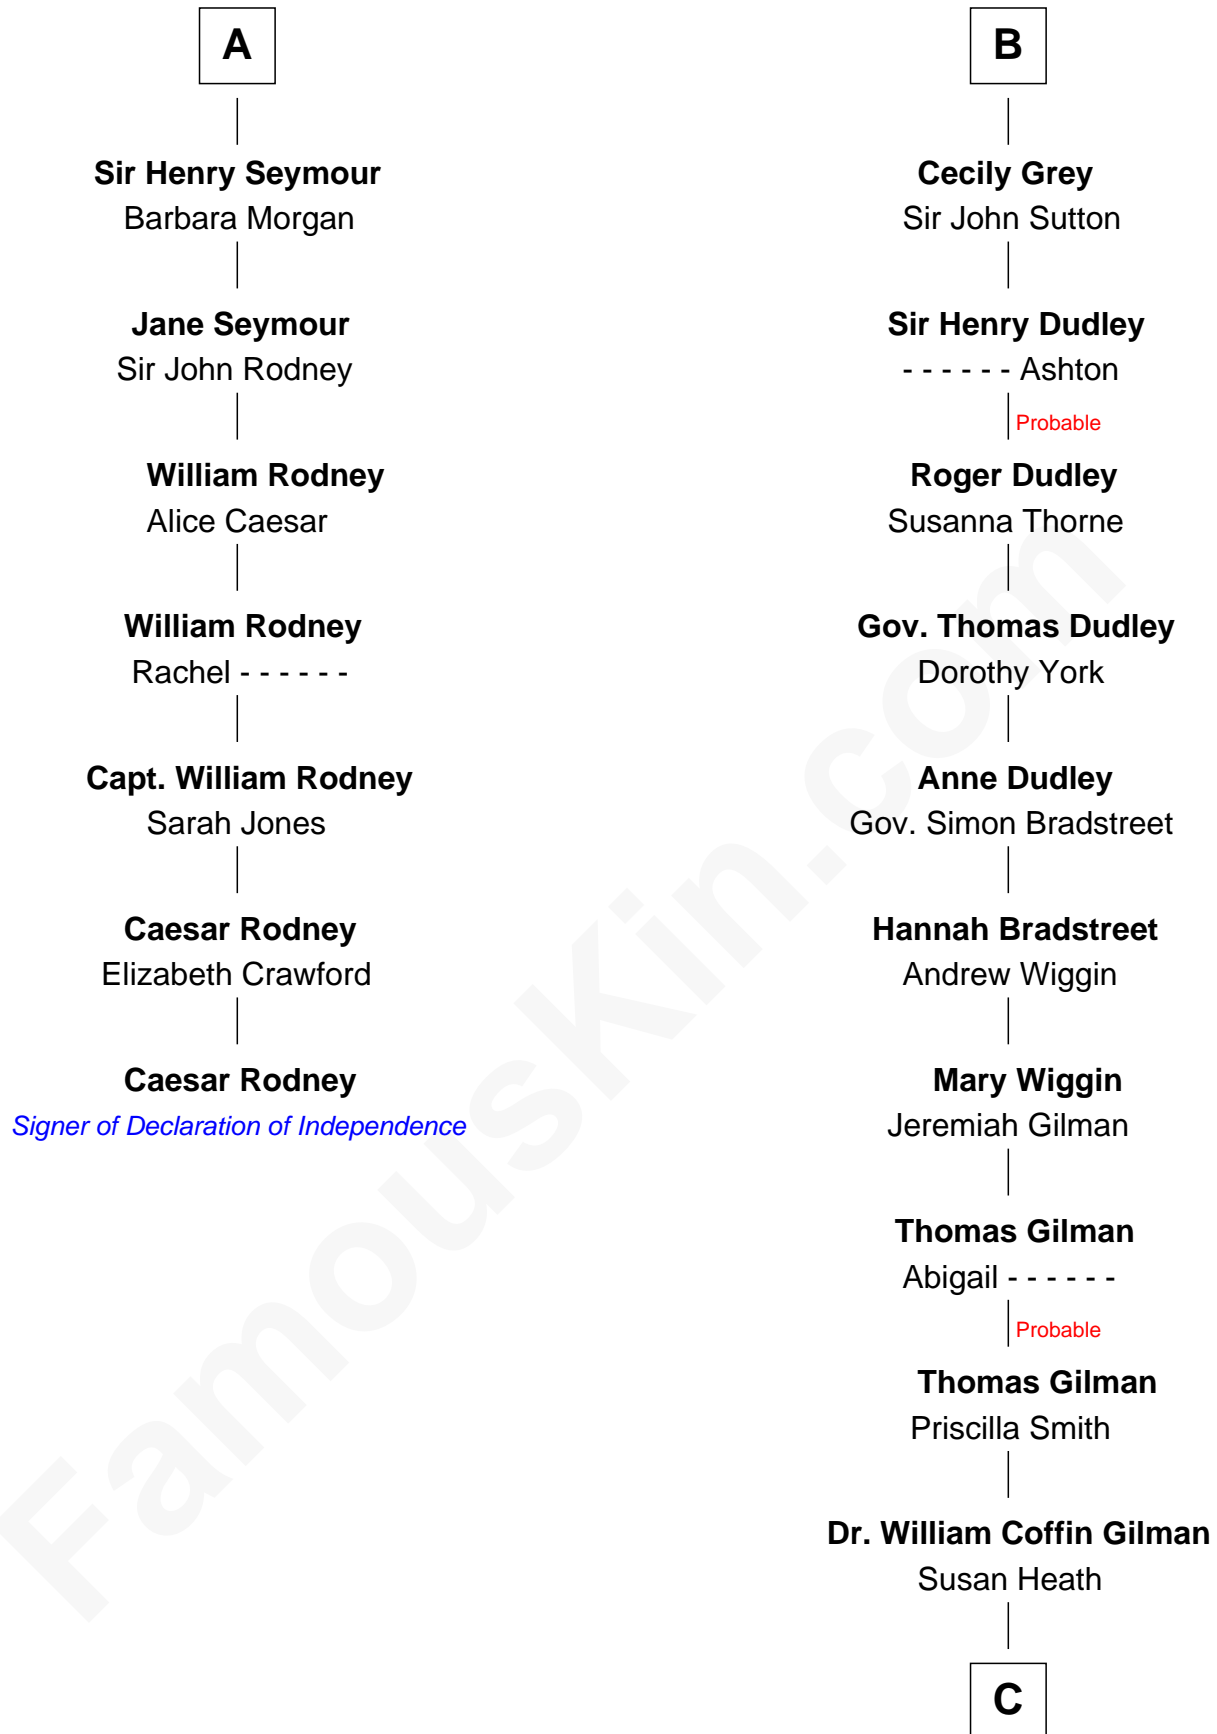 A
Sir Henry Seymour
Barbara Morgan
Jane Seymour
Sir John Rodney
William Rodney
Alice Caesar
William Rodney
Rachel - - - - - -
Capt. William Rodney
Sarah Jones
Caesar Rodney
Elizabeth Crawford
Caesar Rodney
Signer of Declaration of Independence
B
Cecily Grey
Sir John Sutton
Sir Henry Dudley
- - - - - - Ashton
Probable
Roger Dudley
Susanna Thorne
Gov. Thomas Dudley
Dorothy York
Anne Dudley
Gov. Simon Bradstreet
Hannah Bradstreet
Andrew Wiggin
Mary Wiggin
Jeremiah Gilman
Thomas Gilman
Abigail - - - - - -
Probable
Thomas Gilman
Priscilla Smith
Dr. William Coffin Gilman
Susan Heath
C
FamousKin.com